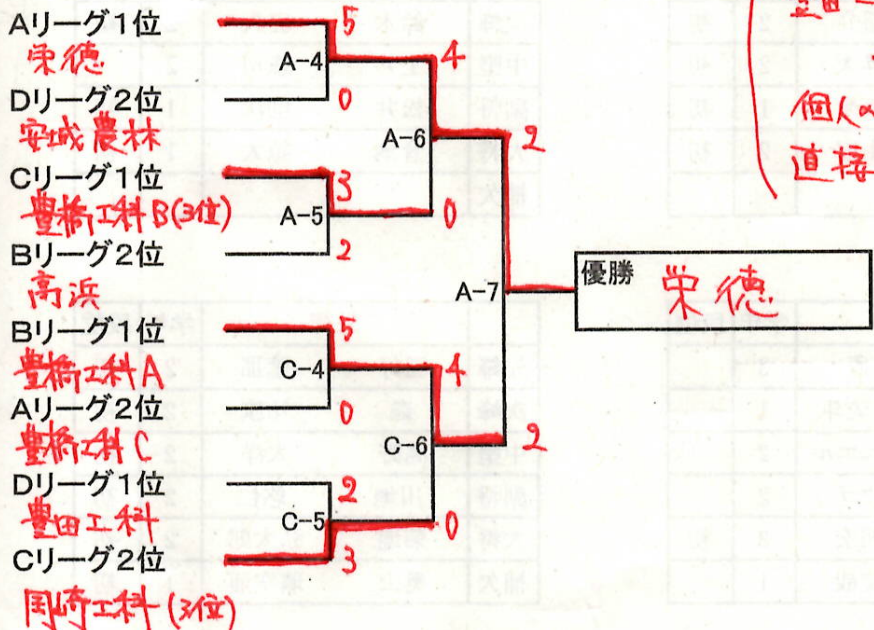 Aリーグ1位 5
栄徳 A-4 4
Dリーグ2位 0
安城農林 A-6 2
Cリーグ1位 3
豊橋工科B(3位) A-5 0
Bリーグ2位 2
高浜
A-7 優勝 栄徳
Bリーグ1位 5
豊橋工科A C-4 4
Aリーグ2位 0
豊橋工科C C-6 2
Dリーグ1位 2
豊田工科 C-5 0
Cリーグ2位 3
岡崎工科(3位)
個人の
直接